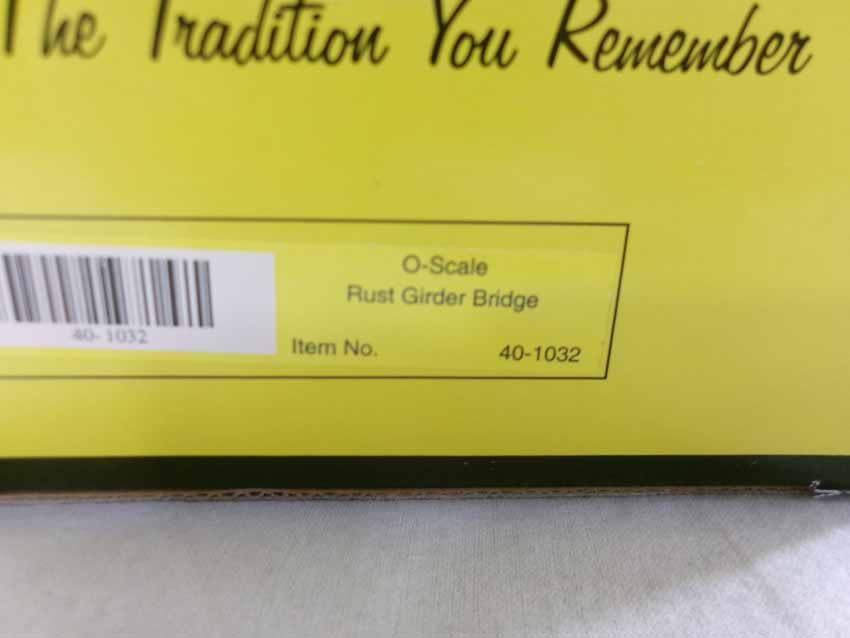 The Tradition You Remember
O-Scale
Rust Girder Bridge
40-1032
Item No. 40-1032